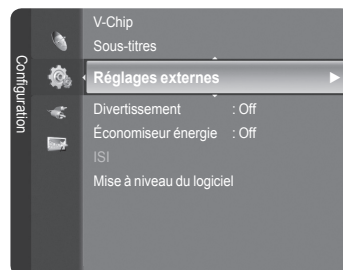 Configuration
V-Chip
Sous-titres
Réglages externes
Divertissement : Off
Économiseur énergie : Off
ISI
Mise à niveau du logiciel